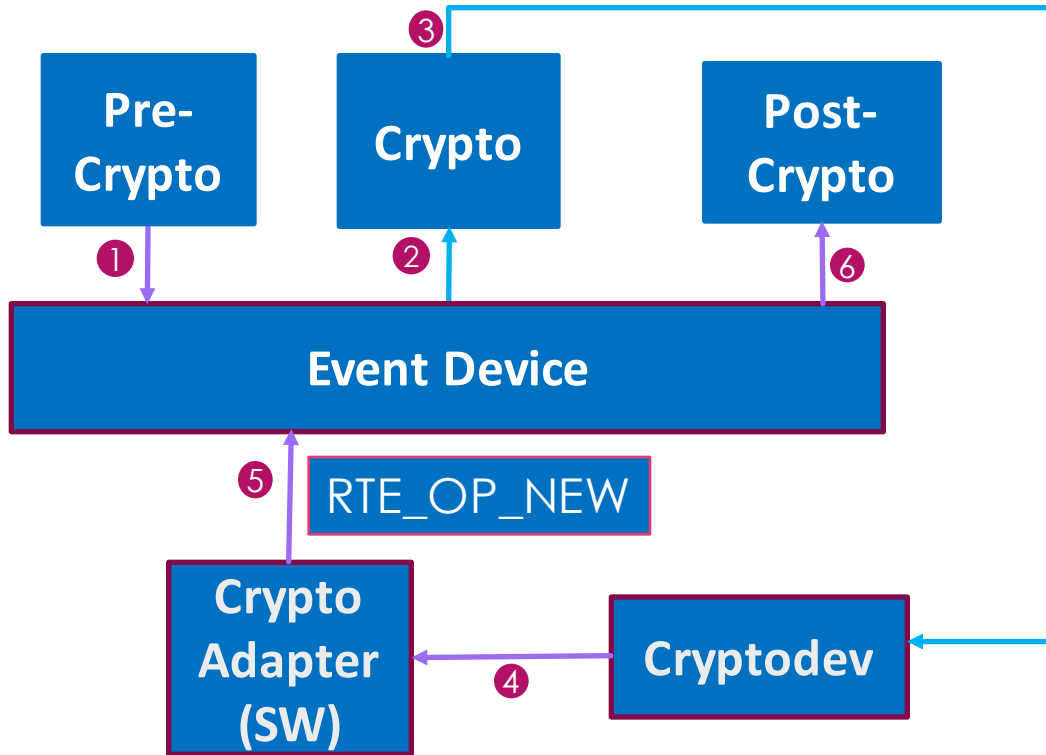 3
Pre-
Crypto
Crypto
Post-
Crypto
1
2
6
Event Device
5
RTE_OP_NEW
Crypto
Adapter
(SW)
4
Cryptodev